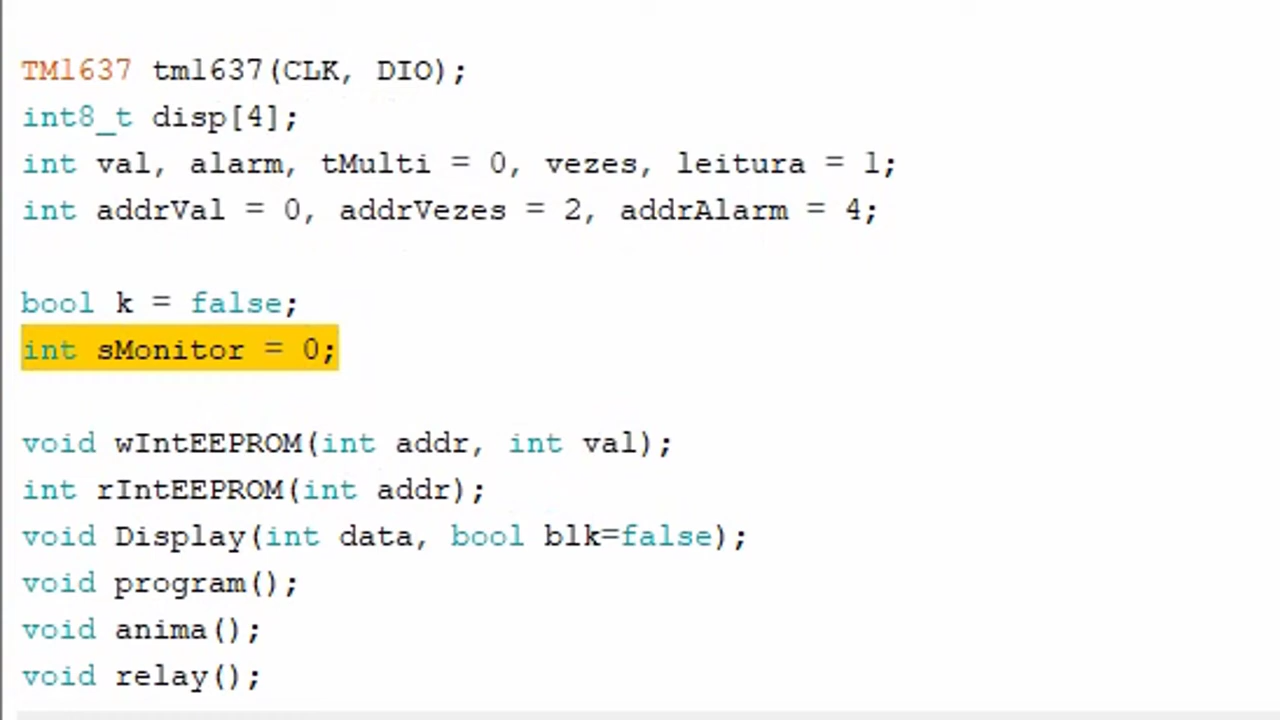 TM1637 tm1637(CLK, DIO);
int8_t disp[4];
int val, alarm, tMulti = 0, vezes, leitura = 1;
int addrVal = 0, addrVezes = 2, addrAlarm = 4;
bool k = false;
int sMonitor = 0;
void wIntEEPROM(int addr, int val);
int rIntEEPROM(int addr);
void Display(int data, bool blk=false);
void program();
void anima();
void relay();